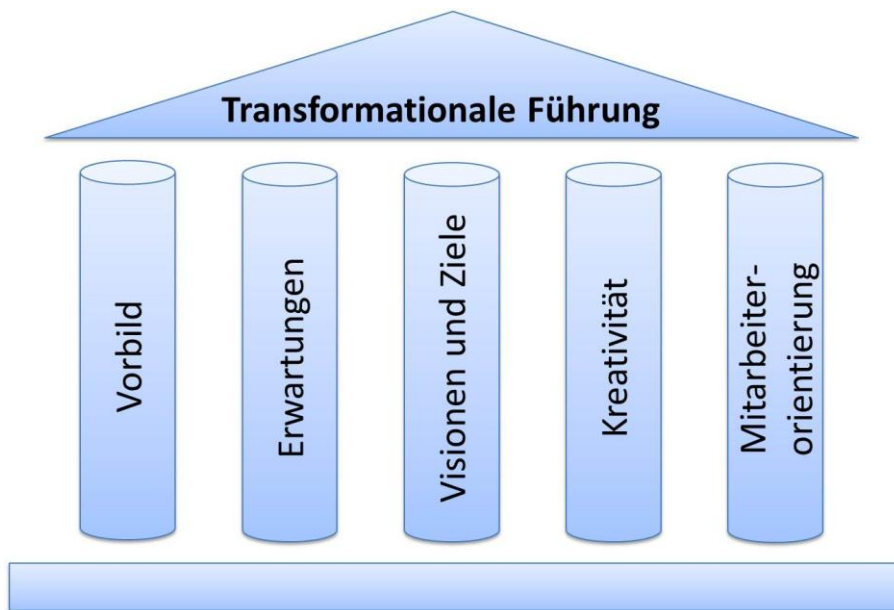 Transformationale Führung
Vorbild
Erwartungen
Visionen und Ziele
Kreativität
Mitarbeiter-
orientierung